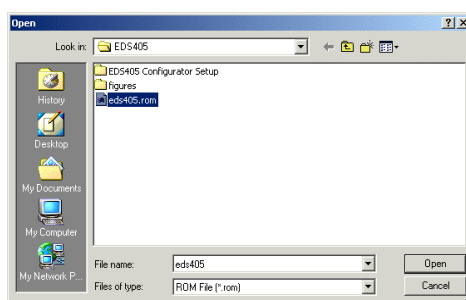 Open
Look in: EDS405
EDS405 Configurator Setup
figures
eds405.rom
History
Desktop
My Documents
My Computer
My Network P...
File name: eds405 Open
Files of type: ROM File (*.rom) Cancel